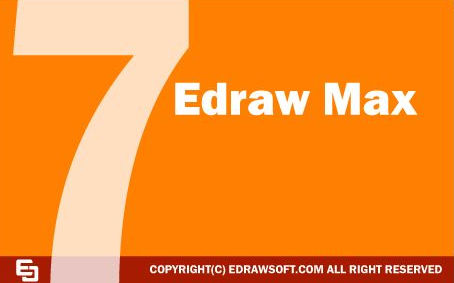 7
Edraw Max
COPYRIGHT(C) EDRAWSOFT.COM ALL RIGHT RESERVED